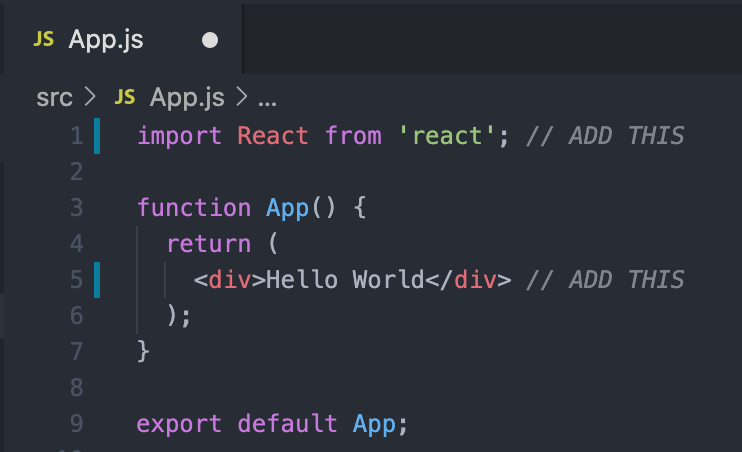 JS App.js
src > JS App.js > ...
1 import React from 'react'; // ADD THIS
2
3 function App() {
4 return (
5 <div>Hello World</div> // ADD THIS
6 );
7 }
8
9 export default App;